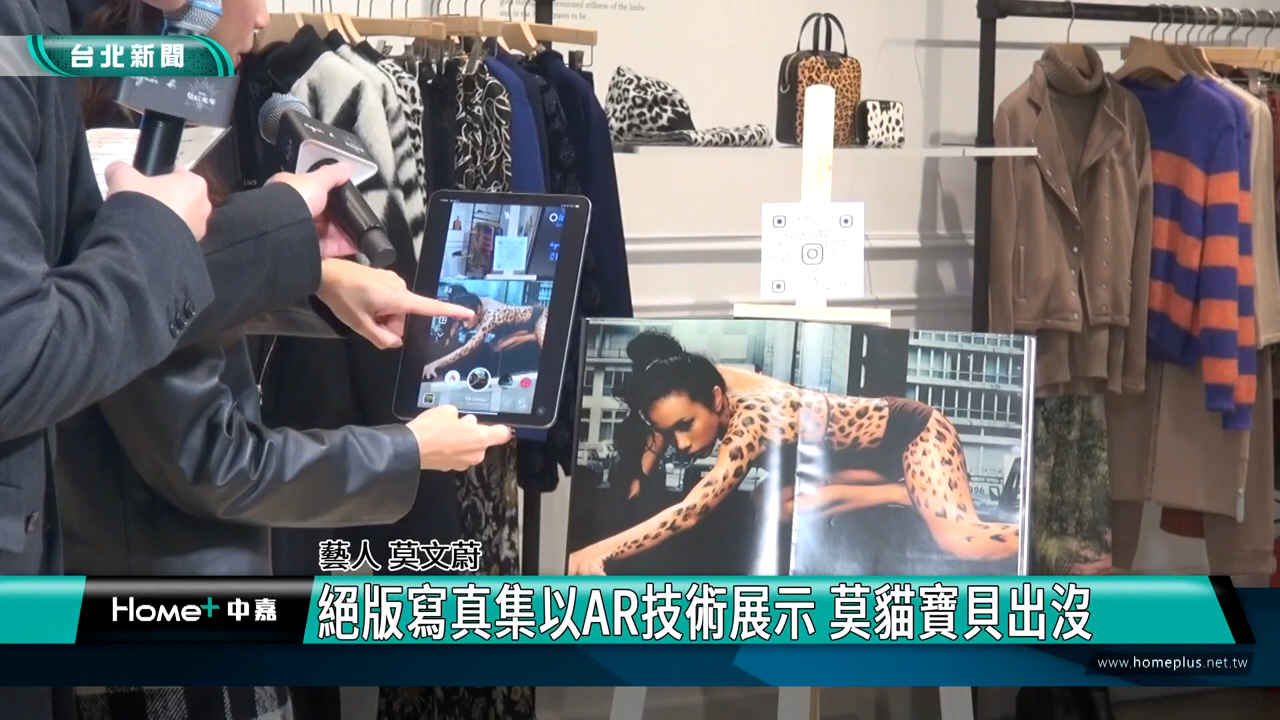 台北新聞
藝人 莫文蔚
Home+中嘉
絕版寫真集以AR技術展示 莫貓寶貝出沒
www.homeplus.net.tw